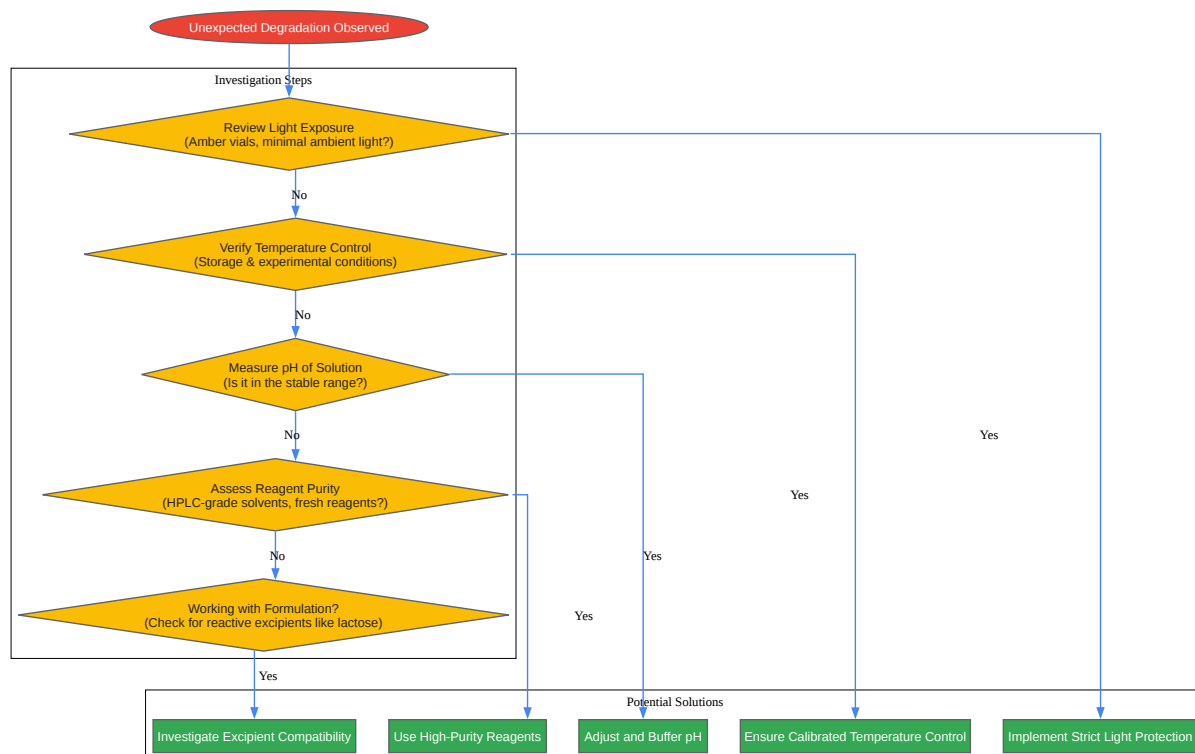 Unexpected Degradation Observed
Investigation Steps
Review Light Exposure
(Amber vials, minimal ambient light?)
No
Verify Temperature Control
(Storage & experimental conditions)
No
Measure pH of Solution
(Is it in the stable range?)
No
Yes
Assess Reagent Purity
(HPLC-grade solvents, fresh reagents?)
Yes
No
Yes
Working with Formulation?
(Check for reactive excipients like lactose)
Yes
Yes
Potential Solutions
Investigate Excipient Compatibility
Use High-Purity Reagents
Adjust and Buffer pH
Ensure Calibrated Temperature Control
Implement Strict Light Protection